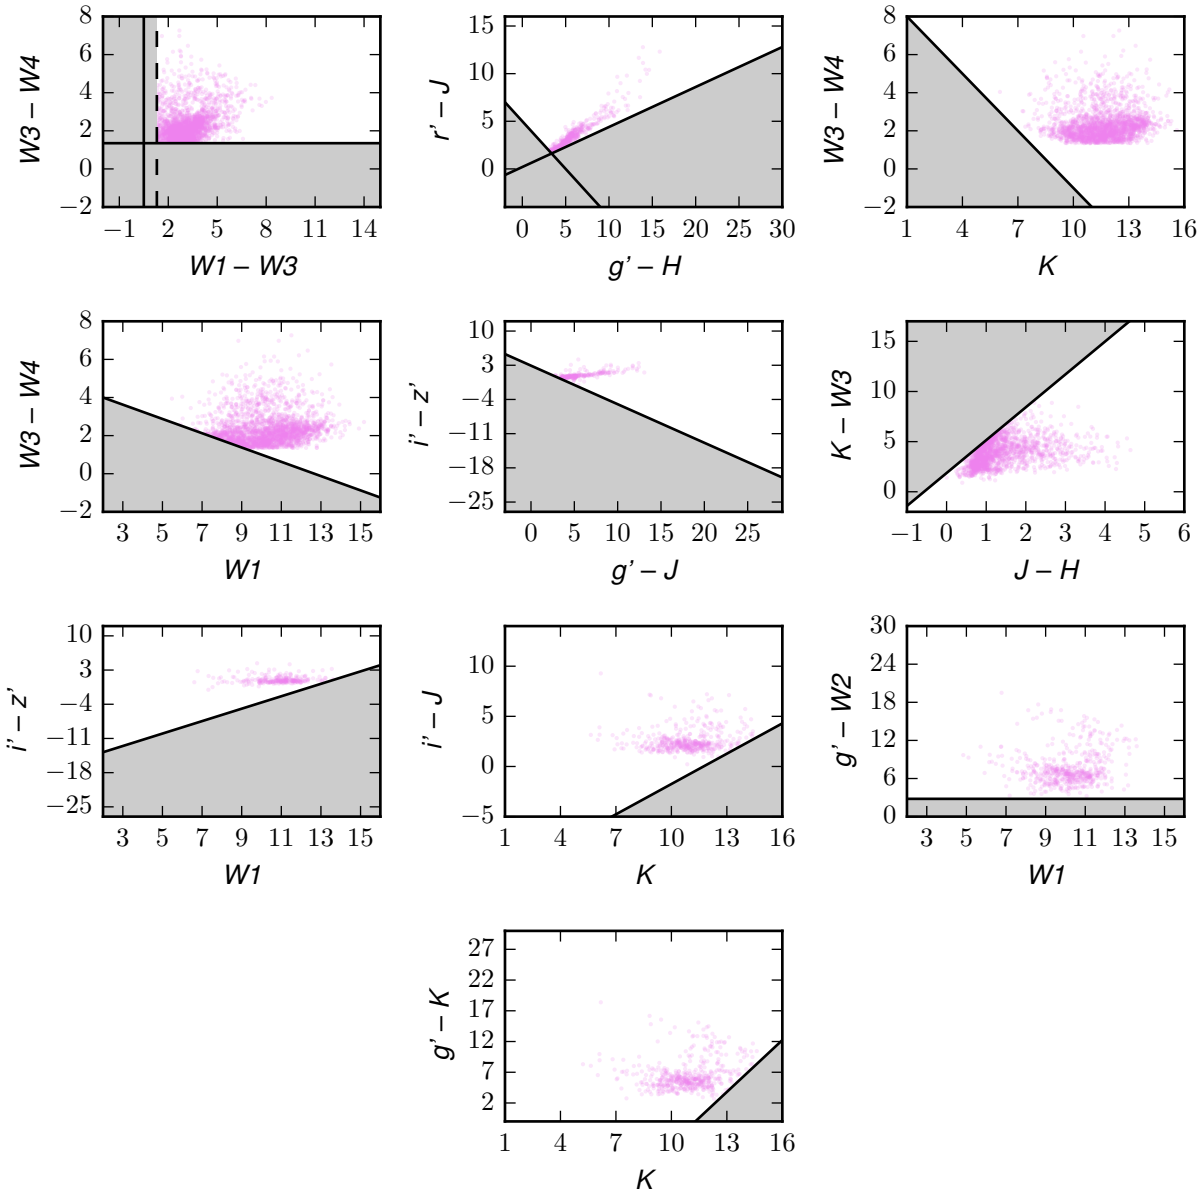 8
6
4
2
0
−2
W3 – W4
−1 2 5 8 11 14
W1 – W3
15
10
5
0
r' – J
0 5 10 15 20 25 30
g' – H
8
6
4
2
0
−2
W3 – W4
1 4 7 10 13 16
K
8
6
4
2
0
−2
W3 – W4
3 5 7 9 11 13 15
W1
10
3
−4
−11
−18
−25
i' – z'
0 5 10 15 20 25
g' – J
15
10
5
0
K – W3
−1 0 1 2 3 4 5 6
J – H
10
3
−4
−11
−18
−25
i' – z'
3 5 7 9 11 13 15
W1
10
5
0
−5
i' – J
1 4 7 10 13 16
K
30
24
18
12
6
0
g' – W2
3 5 7 9 11 13 15
W1
27
22
17
12
7
2
g' – K
1 4 7 10 13 16
K